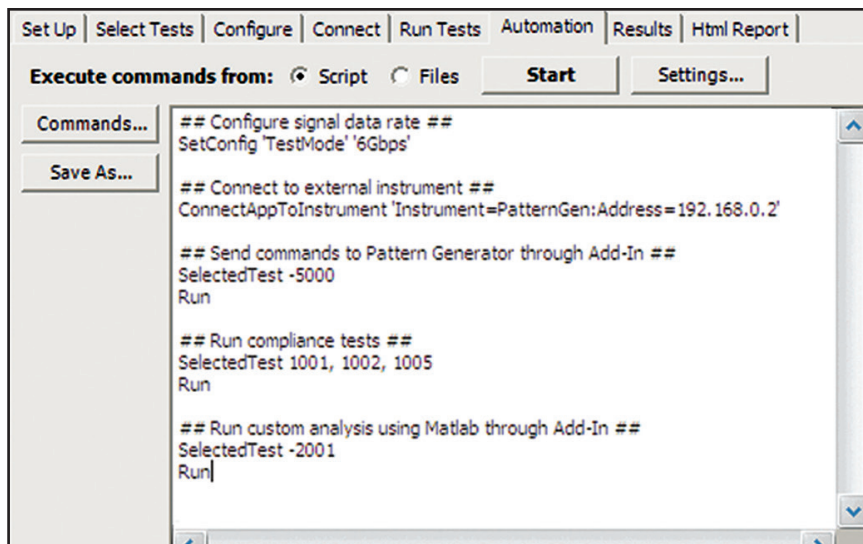 Set Up | Select Tests | Configure | Connect | Run Tests | Automation | Results | Html Report |
Execute commands from: Script Files Start Settings...
Commands...
Save As...
## Configure signal data rate ##
SetConfig 'TestMode' '6Gbps'
## Connect to external instrument ##
ConnectAppToInstrument 'Instrument=PatternGen:Address=192.168.0.2'
## Send commands to Pattern Generator through Add-In ##
SelectedTest -5000
Run
## Run compliance tests ##
SelectedTest 1001, 1002, 1005
Run
## Run custom analysis using Matlab through Add-In ##
SelectedTest -2001
Run